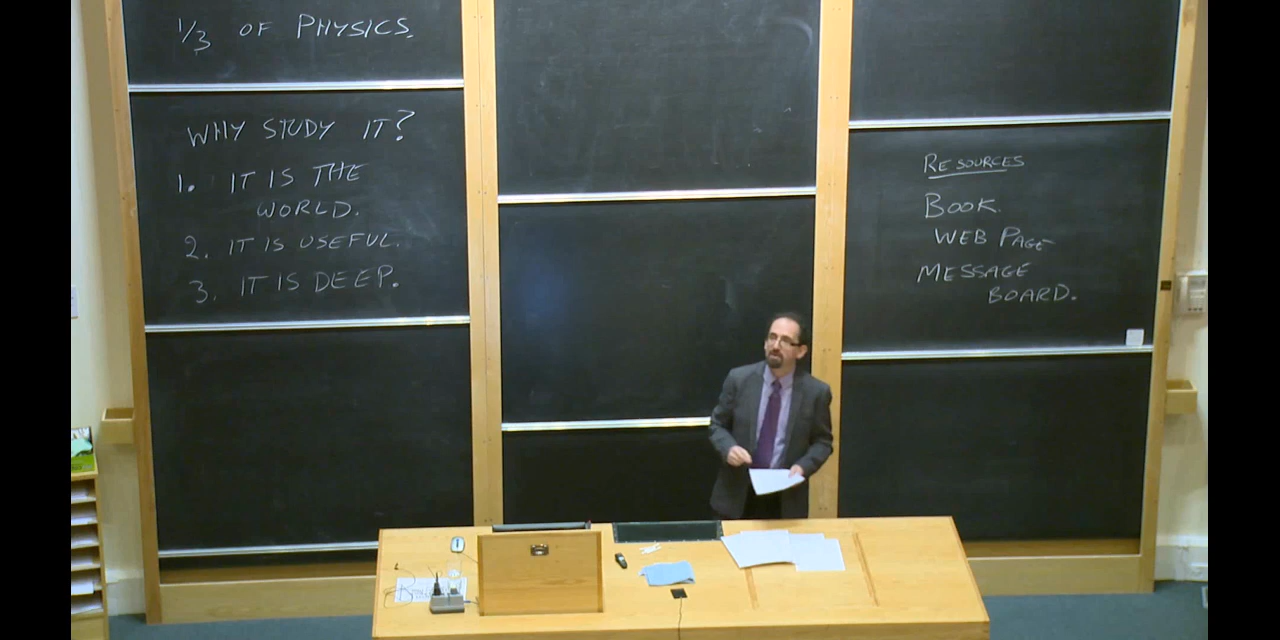 1/3 OF PHYSICS.
WHY STUDY IT?
1. IT IS THE
WORLD.
2. IT IS USEFUL.
3. IT IS DEEP.
RESOURCES
BOOK.
WEB PAGE
MESSAGE
BOARD.